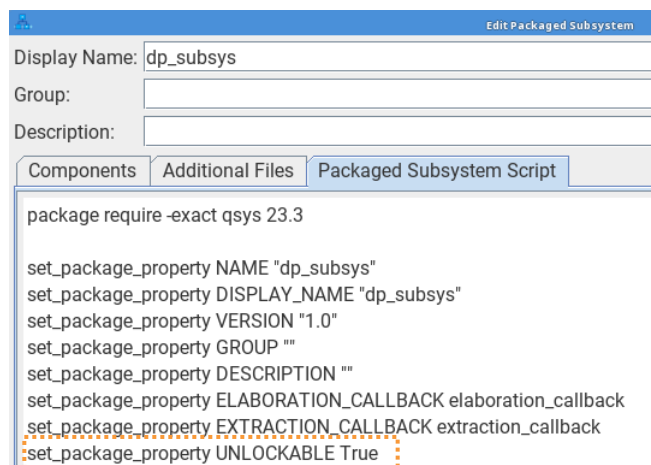 Edit Packaged Subsystem
Display Name: dp_subsys
Group:
Description:
Components Additional Files Packaged Subsystem Script
package require -exact qsys 23.3
set_package_property NAME "dp_subsys"
set_package_property DISPLAY_NAME "dp_subsys"
set_package_property VERSION "1.0"
set_package_property GROUP ""
set_package_property DESCRIPTION ""
set_package_property ELABORATION_CALLBACK elaboration_callback
set_package_property EXTRACTION_CALLBACK extraction_callback
set_package_property UNLOCKABLE True